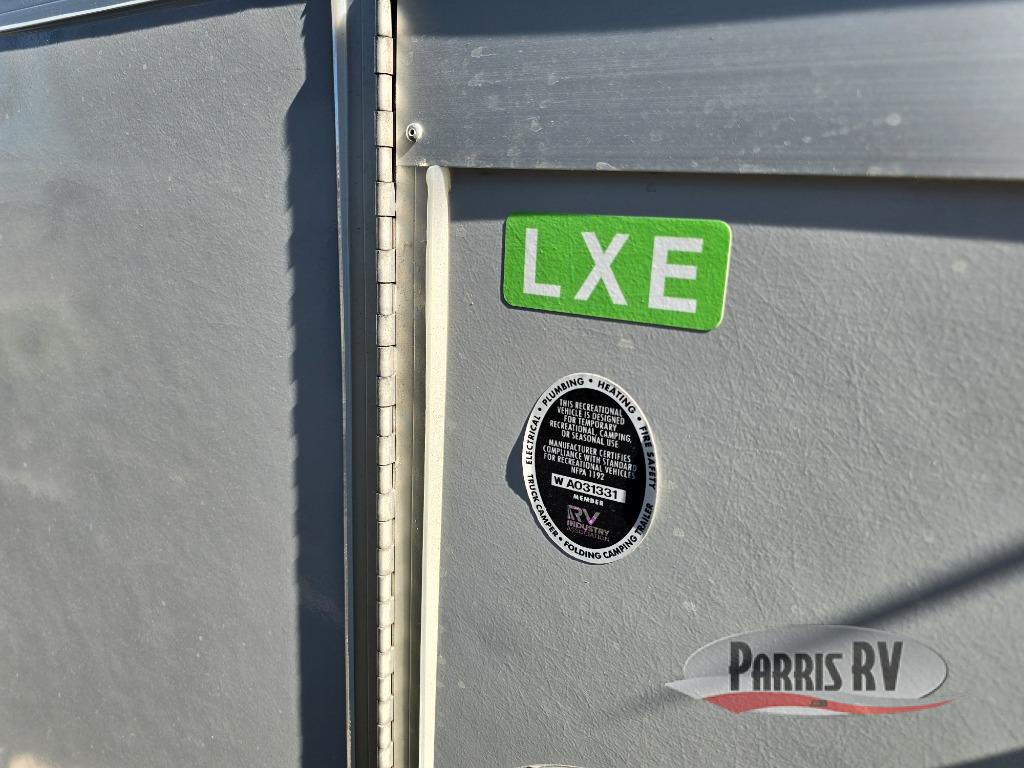 LXE
ELECTRICAL • PLUMBING • HEATING • FIRE SAFETY
THIS RECREATIONAL
VEHICLE IS DESIGNED
FOR TEMPORARY
RECREATIONAL, CAMPING,
OR SEASONAL USE
MANUFACTURER CERTIFIES
COMPLIANCE WITH STANDARD
FOR RECREATIONAL VEHICLES
NFPA 1192
W A031331
MEMBER
RV
INDUSTRY
ASSOCIATION
TRUCK CAMPER • FOLDING CAMPING TRAILER
PARRIS RV
.COM